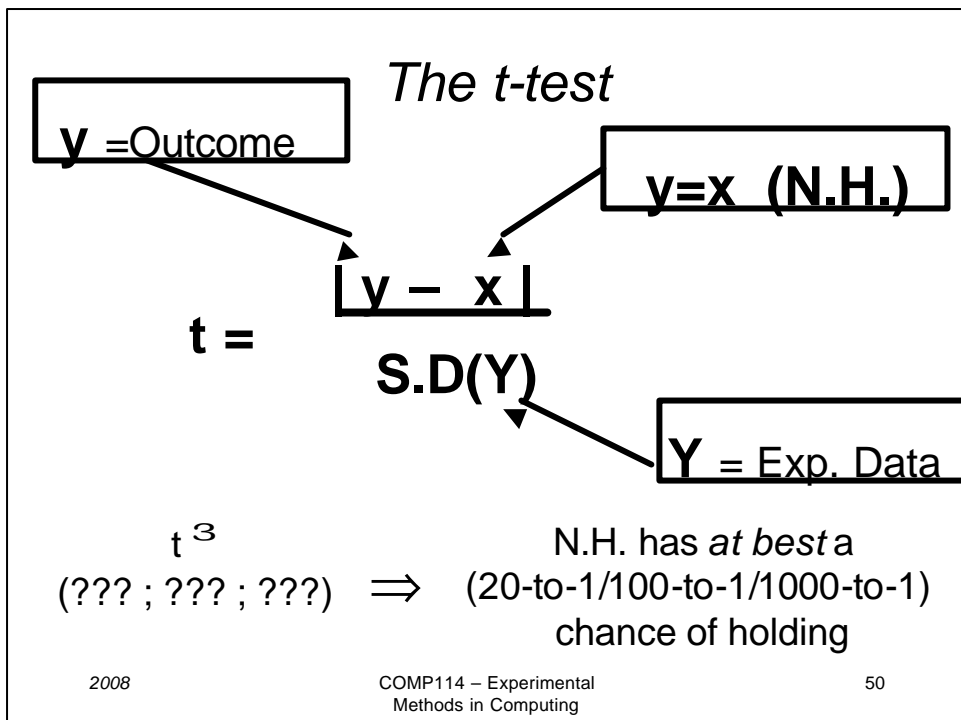 The t-test
y =Outcome
y=x (N.H.)
| y – x |
t =
S.D(Y)
Y = Exp. Data
t ³
(??? ; ??? ; ???) ⇒
N.H. has at best a
(20-to-1/100-to-1/1000-to-1)
chance of holding
2008
COMP114 – Experimental
Methods in Computing
50